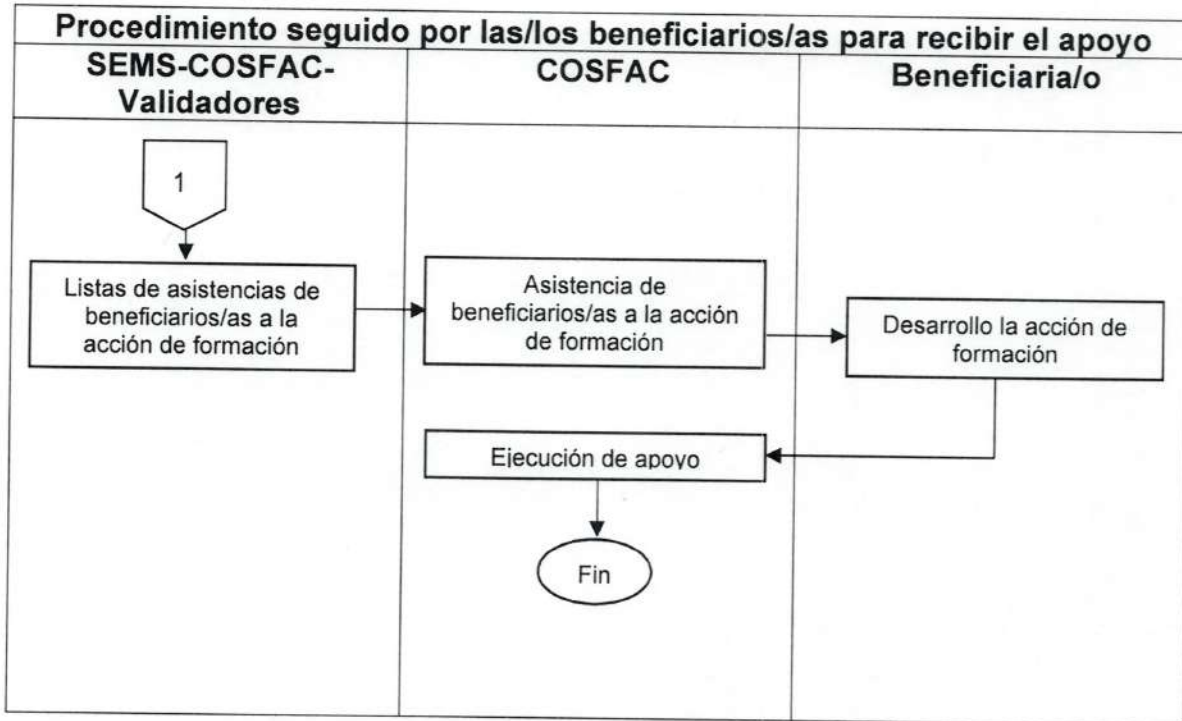 Procedimiento seguido por las/los beneficiarios/as para recibir el apoyo
SEMS-COSFAC-
Validadores
COSFAC
Beneficiaria/o
1
Listas de asistencias de
beneficiarios/as a la
acción de formación
Asistencia de
beneficiarios/as a la acción
de formación
Desarrollo la acción de
formación
Ejecución de apoyo
Fin